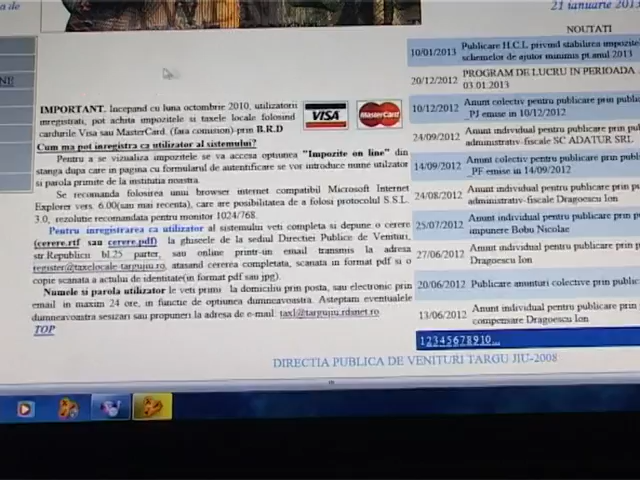 a de
21 ianuarie 201
NOUTATI
NE
10/01/2013 Publicare H.C.L privind stabilirea impozite
schemelor de ajutor minimis pt anul 2013
20/12/2012 PROGRAM DE LUCRU IN PERIOADA
03.01.2013
10/12/2012 Anunt colectiv pentru publicare prin public
_PJ emise in 10/12/2012
24/09/2012 Anunt individual pentru publicare prin
administrativ-fiscale SC ADATUR SRL
14/09/2012 Anunt colectiv pentru publicare prin
_PF emise in 14/09/2012
24/08/2012 Anunt individual pentru publicare prin p
administrativ-fiscale Dragoescu Ion
25/07/2012 Anunt individual pentru publicare prin p
impunere Bobu Nicolae
27/06/2012 Anunt individual pentru publicare prin
Dragoescu Ion
20/06/2012 Publicare anunturi colective prin public
13/06/2012 Anunt individual pentru publicare prin
compensare Dragoescu Ion
12345678910...
IMPORTANT. Incepand cu luna octombrie 2010, utilizatorii
inregistrati, pot achita impozitele si taxele locale folosind
cardurile Visa sau MasterCard. (fara comision)-prin B.R.D
VISA
MasterCard
Cum ma pot inregistra ca utilizator al sistemului?
Pentru a se vizualiza impozitele se va accesa optiunea "Impozite on line" din
stanga dupa care in pagina cu formularul de autentificare se vor introduce nume utilizator
si parola primite de la institutia noastra.
Se recomanda folosirea unui browser internet compatibil Microsoft Internet
Explorer vers. 6.00(sau mai recenta), care are posibilitatea de a folosi protocolul S.S.L.
3.0, rezolutie recomandata pentru monitor 1024/768.
Pentru inregistrarea ca utilizator al sistemului veti completa si depune o cerere
(cerere.rtf sau cerere.pdf) la ghiseele de la sediul Directiei Publice de Venituri,
str.Republicii bl.25 parter, sau online printr-un email transmis la adresa
register@taxelocale-targujiu.ro, atasand cererea completata, scanata in format pdf si o
copie scanata a actului de identitate(in format pdf sau jpg).
Numele si parola utilizator le veti primi la domiciliu prin posta, sau electronic prin
email in maxim 24 ore, in functie de optiunea dumneavoastra. Asteptam eventualele
dumneavoastra sesizari sau propuneri la adresa de e-mail: taxl@targujiu.rdsnet.ro
TOP
DIRECTIA PUBLICA DE VENITURI TARGU JIU-2008